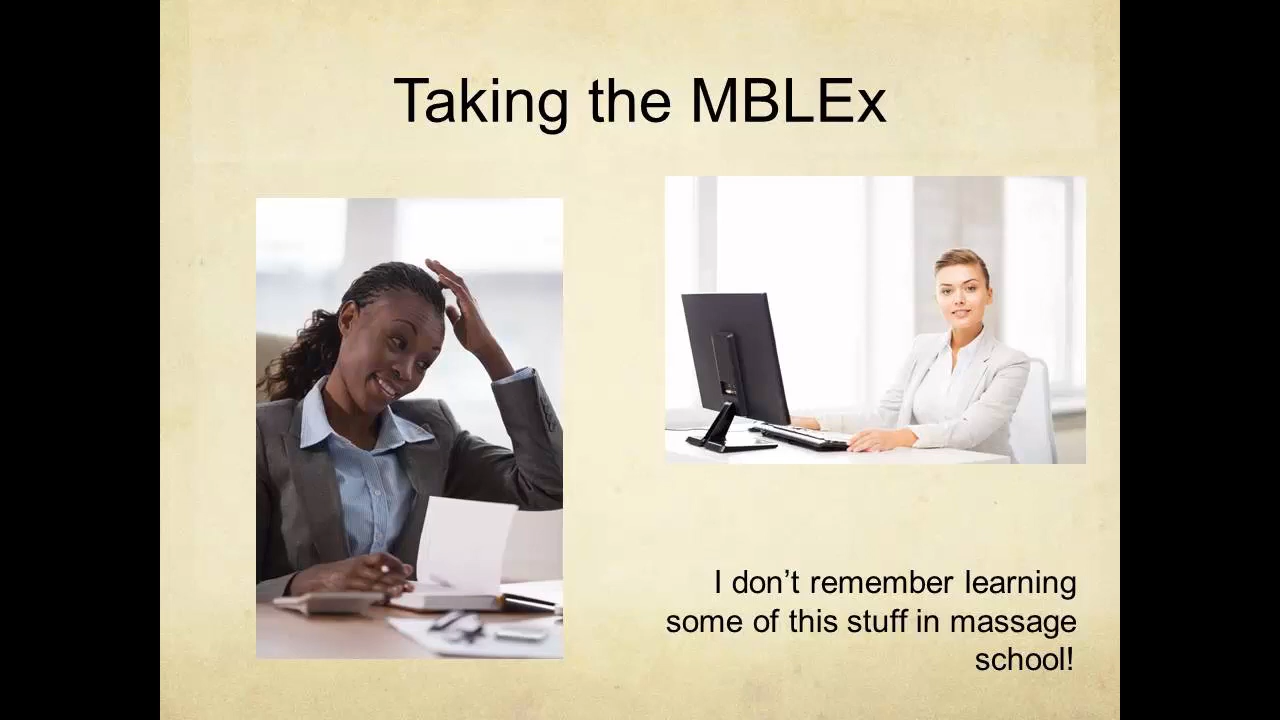 Taking the MBLEx
I don’t remember learning
some of this stuff in massage
school!